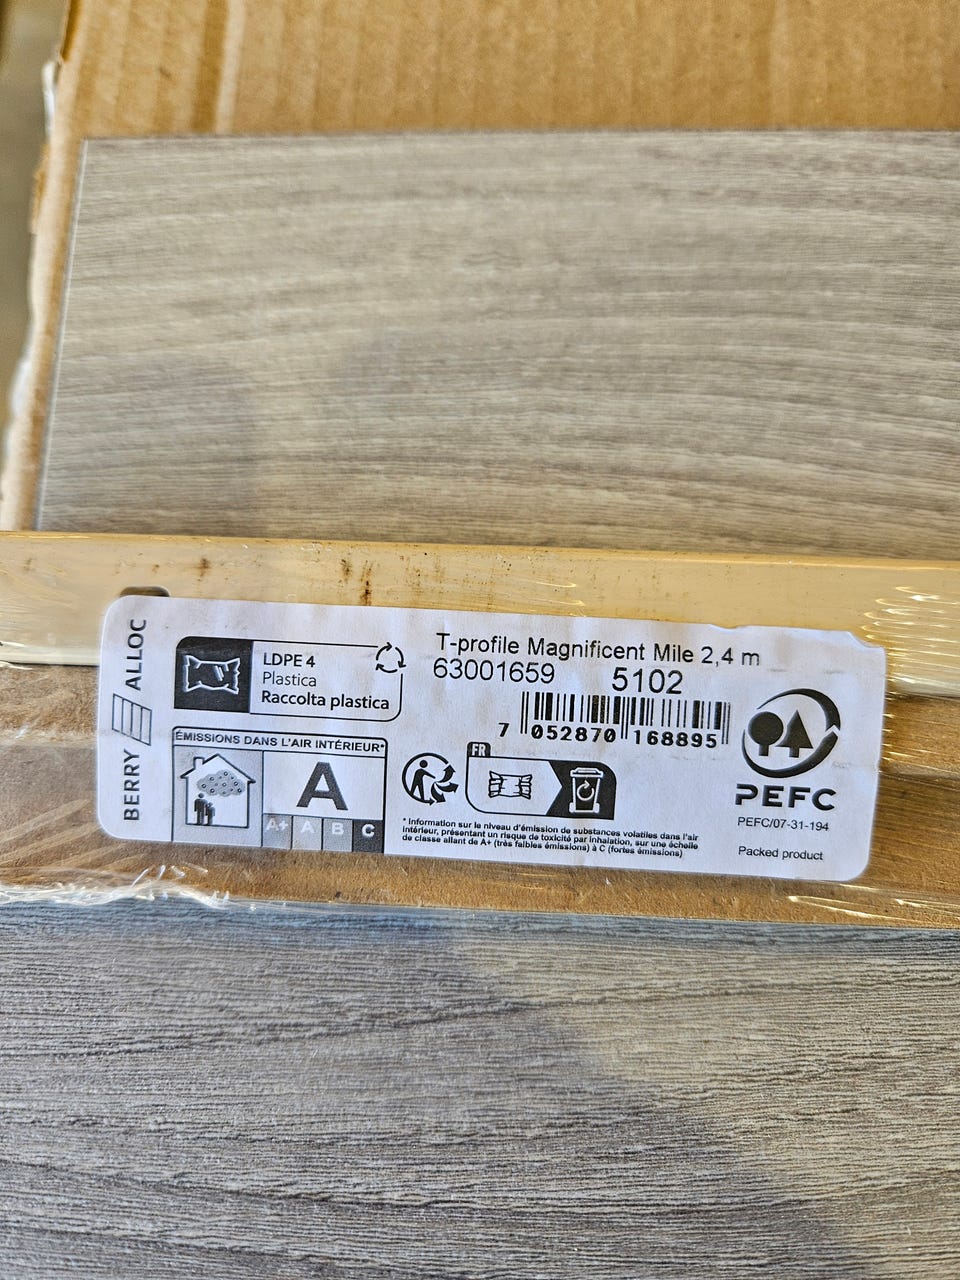 BERRY ALLOC
LDPE 4
Plastica
Raccolta plastica
T-profile Magnificent Mile 2,4 m
63001659 5102
7 052870 168895
ÉMISSIONS DANS L'AIR INTÉRIEUR*
A
A+ A B C
FR
* Information sur le niveau d'émission de substances volatiles dans l'air
intérieur, présentant un risque de toxicité par inhalation, sur une échelle
de classe allant de A+ (très faibles émissions) à C (fortes émissions)
PEFC
PEFC/07-31-194
Packed product